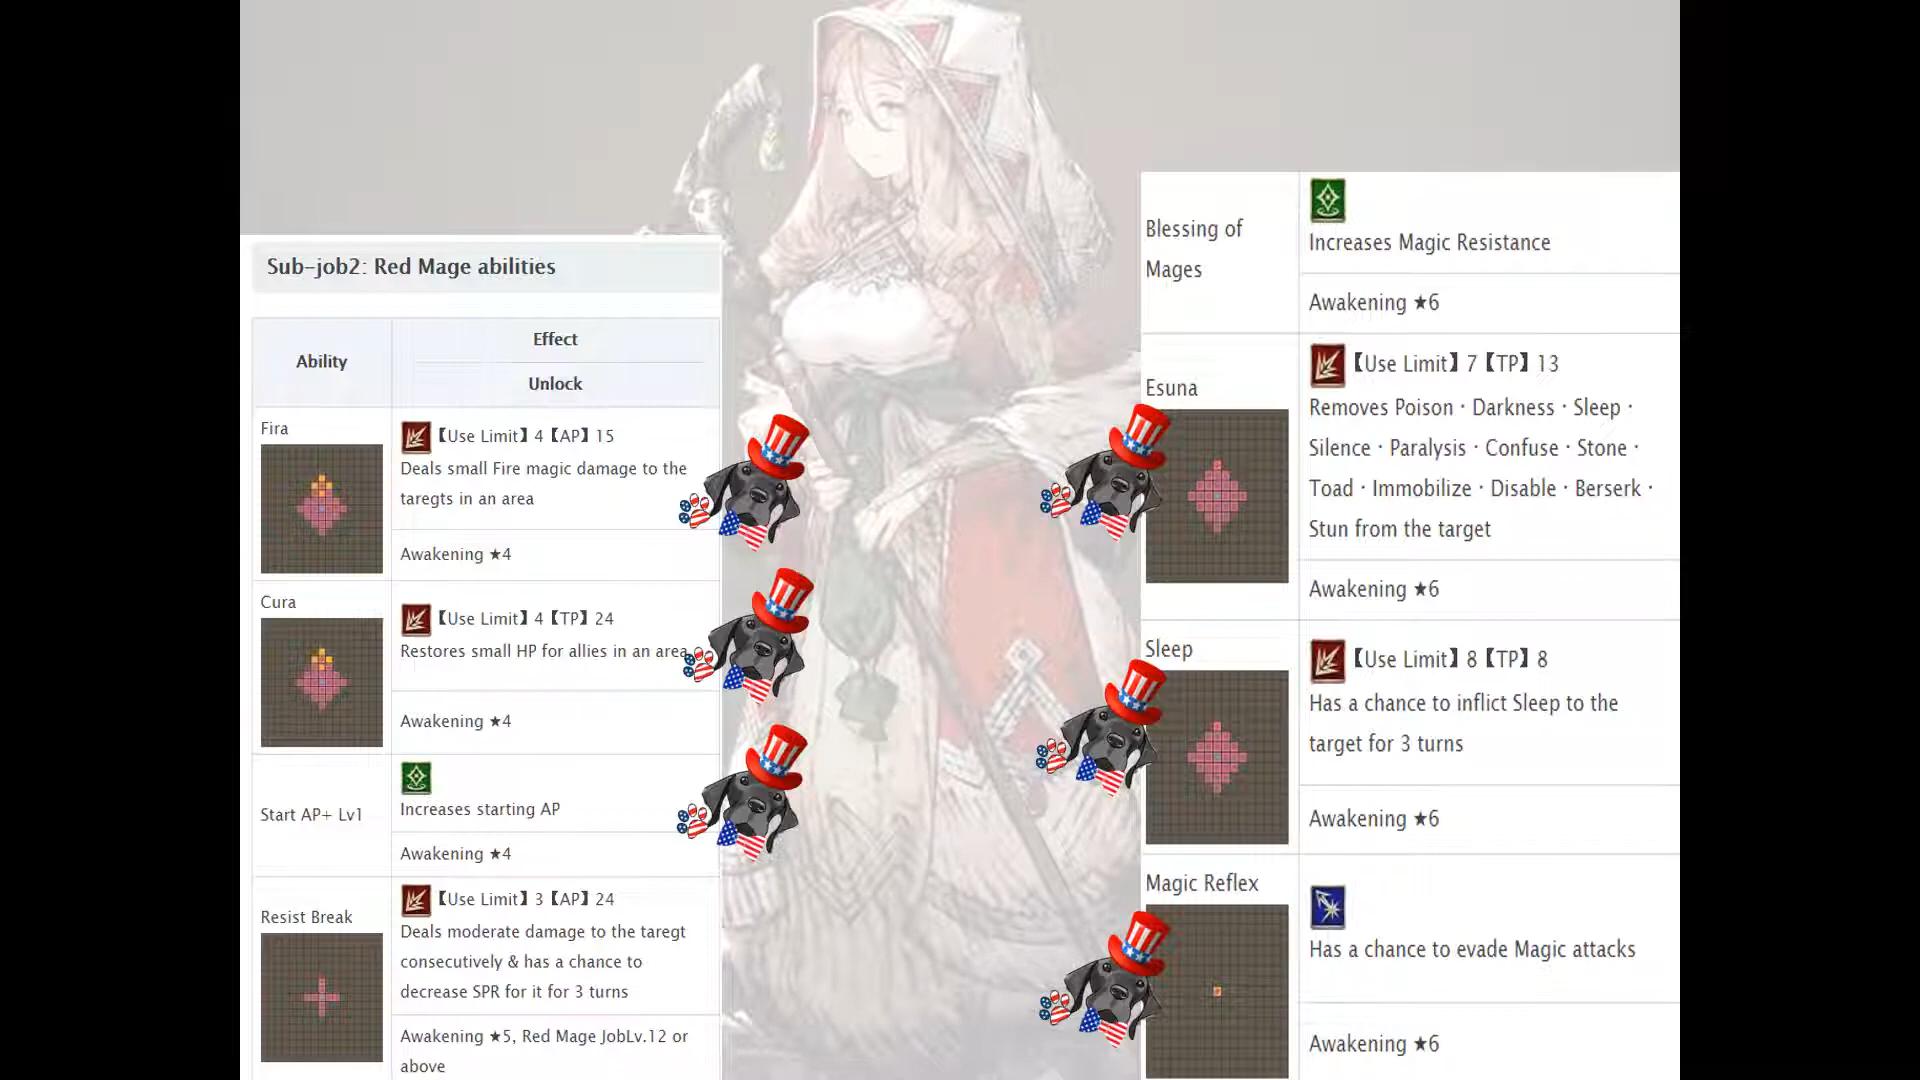 Sub-job2: Red Mage abilities
Ability
Effect
Unlock
Fira
【Use Limit】4【AP】15
Deals small Fire magic damage to the
taregts in an area
Awakening ★4
Cura
【Use Limit】4【TP】24
Restores small HP for allies in an area
Awakening ★4
Start AP+ Lv1
Increases starting AP
Awakening ★4
Resist Break
【Use Limit】3【AP】24
Deals moderate damage to the taregt
consecutively & has a chance to
decrease SPR for it for 3 turns
Awakening ★5, Red Mage JobLv.12 or
above
Blessing of
Mages
Increases Magic Resistance
Awakening ★6
Esuna
【Use Limit】7【TP】13
Removes Poison · Darkness · Sleep ·
Silence · Paralysis · Confuse · Stone ·
Toad · Immobilize · Disable · Berserk ·
Stun from the target
Awakening ★6
Sleep
【Use Limit】8【TP】8
Has a chance to inflict Sleep to the
target for 3 turns
Awakening ★6
Magic Reflex
Has a chance to evade Magic attacks
Awakening ★6